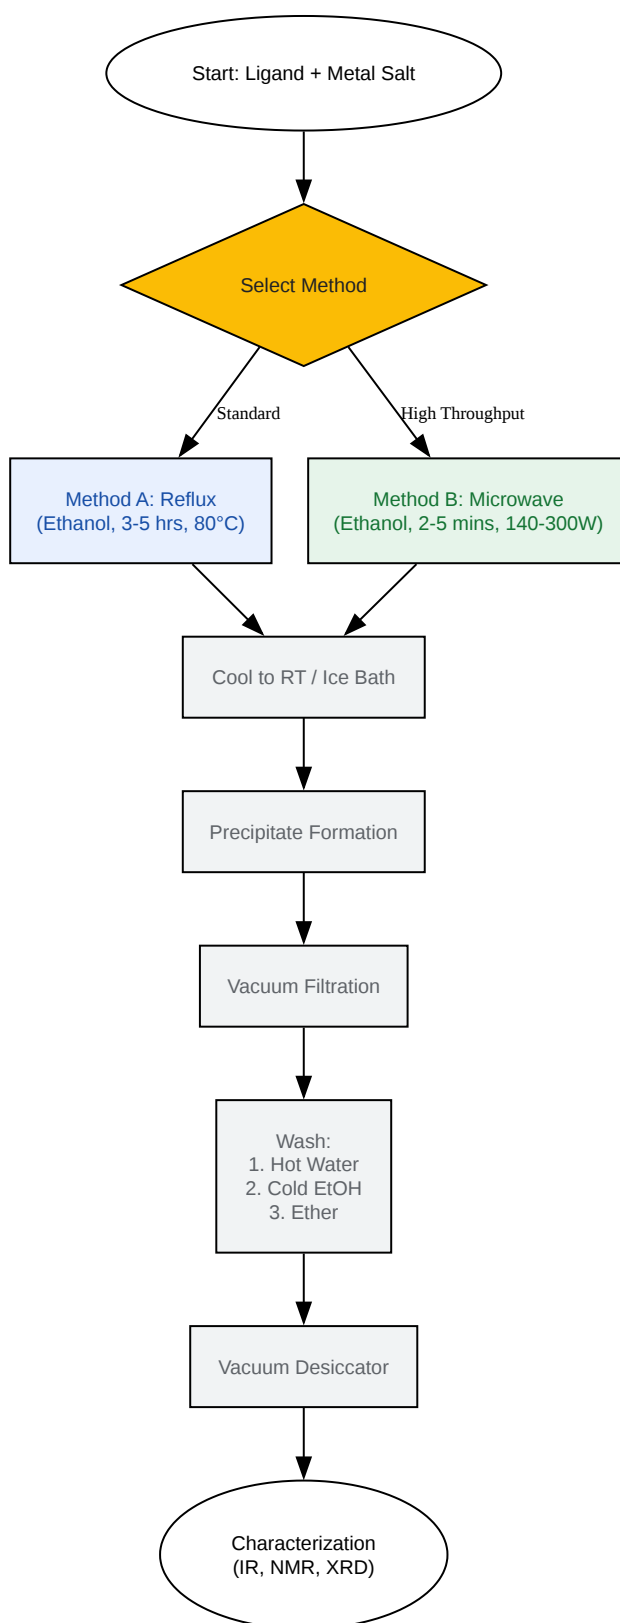 Start: Ligand + Metal Salt
Select Method
Standard
High Throughput
Method A: Reflux
(Ethanol, 3-5 hrs, 80°C)
Method B: Microwave
(Ethanol, 2-5 mins, 140-300W)
Cool to RT / Ice Bath
Precipitate Formation
Vacuum Filtration
Wash:
1. Hot Water
2. Cold EtOH
3. Ether
Vacuum Desiccator
Characterization
(IR, NMR, XRD)